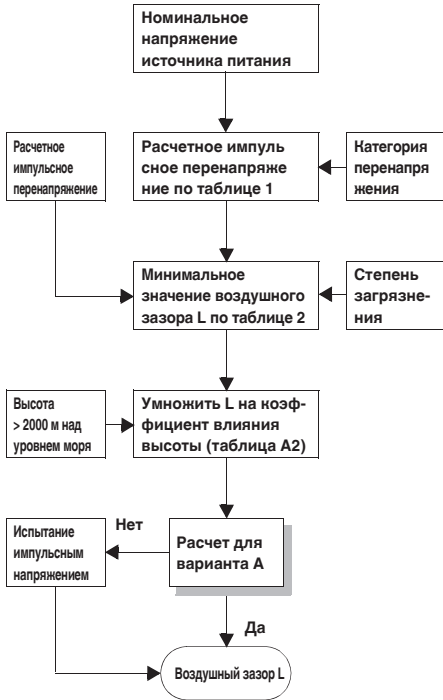 Номинальное
напряжение
источника питания
Расчетное
импульсное
перенапряжение
Расчетное импуль
сное перенапряже
ние по таблице 1
Категория
перенапря
жения
Минимальное
значение воздушного
зазора L по таблице 2
Степень
загрязне-
ния
Высота
> 2000 м над
уровнем моря
Умножить L на коэф-
фициент влияния
высоты (таблица А2)
Испытание
импульсным
напряжением
Нет
Расчет для
варианта А
Да
Воздушный зазор L